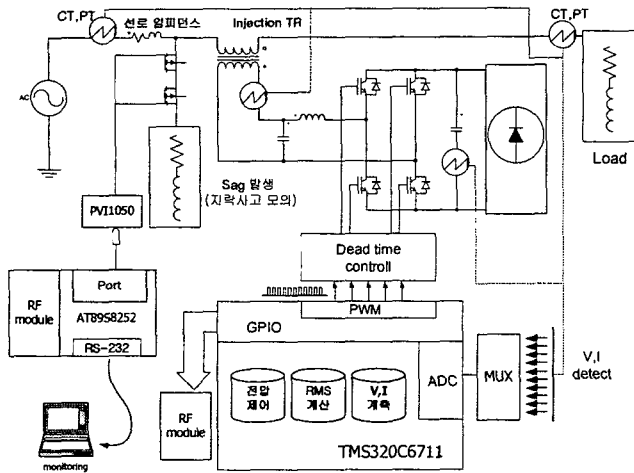 CT,PT
선로 임피던스
Injection TR
CT,PT
AC
Load
Sag 발생
(지락사고 모의)
PVI1050
Dead time
controll
Port
RF
module
AT89S8252
RS-232
PWM
GPIO
ADC
MUX
V,I
detect
전압
제어
RMS
계산
V,I
계측
RF
module
TMS320C6711
monitoring